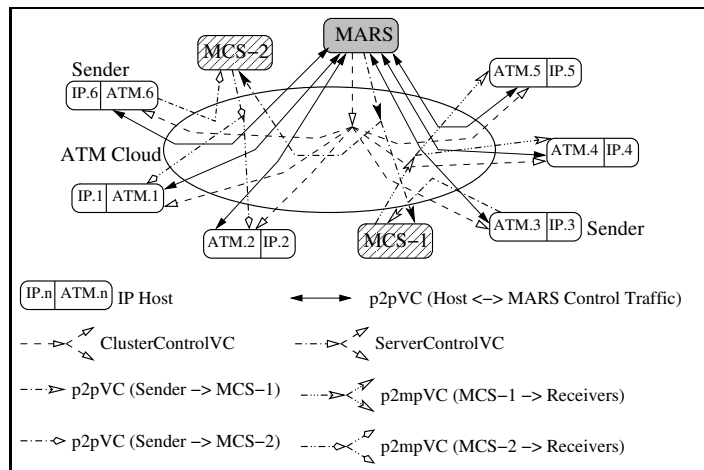 MARS
MCS−2
Sender
IP.6 ATM.6
ATM.5 IP.5
ATM Cloud
ATM.4 IP.4
IP.1 ATM.1
ATM.3 IP.3
Sender
ATM.2 IP.2
MCS−1
IP.n ATM.n IP Host
p2pVC (Host <−> MARS Control Traffic)
ClusterControlVC
ServerControlVC
p2pVC (Sender −> MCS−1)
p2mpVC (MCS−1 −> Receivers)
p2pVC (Sender −> MCS−2)
p2mpVC (MCS−2 −> Receivers)